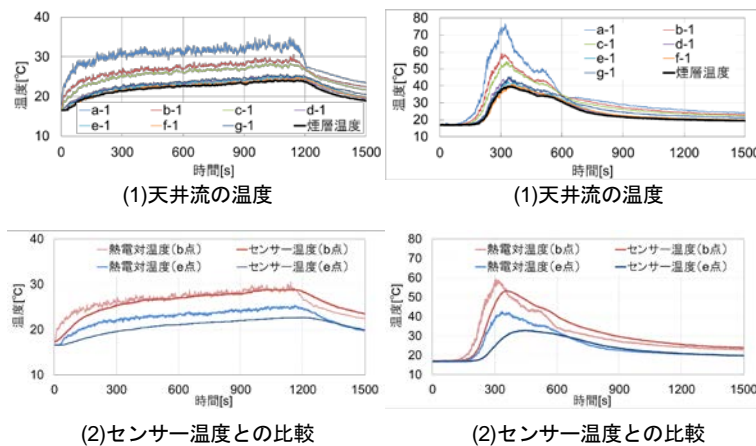 40
30
20
10
温度[℃]
a-1
b-1
c-1
d-1
e-1
f-1
g-1
煙層温度
0
300
600
900
1200
1500
時間[s]
(1)天井流の温度
80
70
60
50
40
30
20
10
温度[℃]
a-1
b-1
c-1
d-1
e-1
f-1
g-1
煙層温度
0
300
600
900
1200
1500
時間[s]
(1)天井流の温度
40
30
20
10
温度[℃]
熱電対温度(b点)
センサー温度(b点)
熱電対温度(e点)
センサー温度(e点)
0
300
600
900
1200
1500
時間[s]
(2)センサー温度との比較
80
70
60
50
40
30
20
10
温度[℃]
熱電対温度(b点)
センサー温度(b点)
熱電対温度(e点)
センサー温度(e点)
0
300
600
900
1200
1500
時間[s]
(2)センサー温度との比較